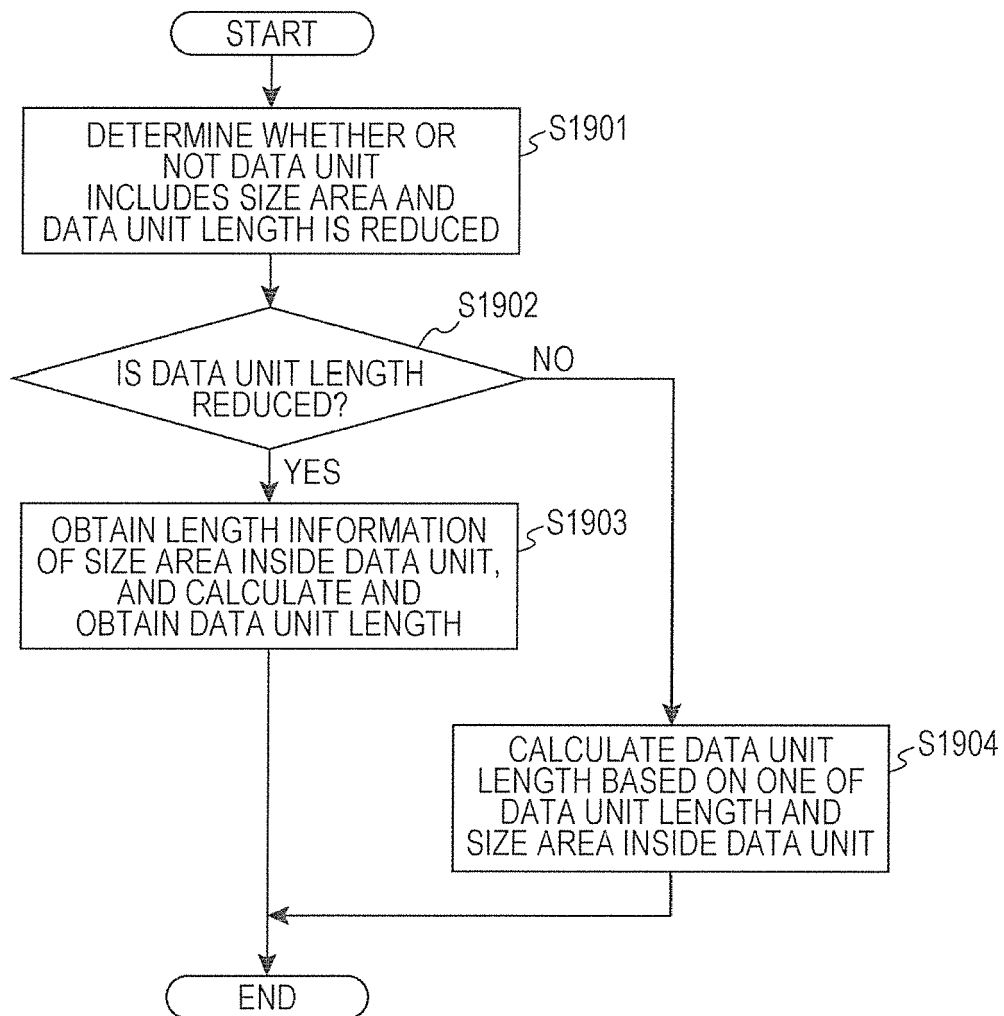 START
DETERMINE WHETHER OR
NOT DATA UNIT
INCLUDES SIZE AREA AND
DATA UNIT LENGTH IS REDUCED
S1901
S1902
IS DATA UNIT LENGTH
REDUCED?
NO
YES
OBTAIN LENGTH INFORMATION
OF SIZE AREA INSIDE DATA UNIT,
AND CALCULATE AND
OBTAIN DATA UNIT LENGTH
S1903
CALCULATE DATA UNIT
LENGTH BASED ON ONE OF
DATA UNIT LENGTH AND
SIZE AREA INSIDE DATA UNIT
S1904
END